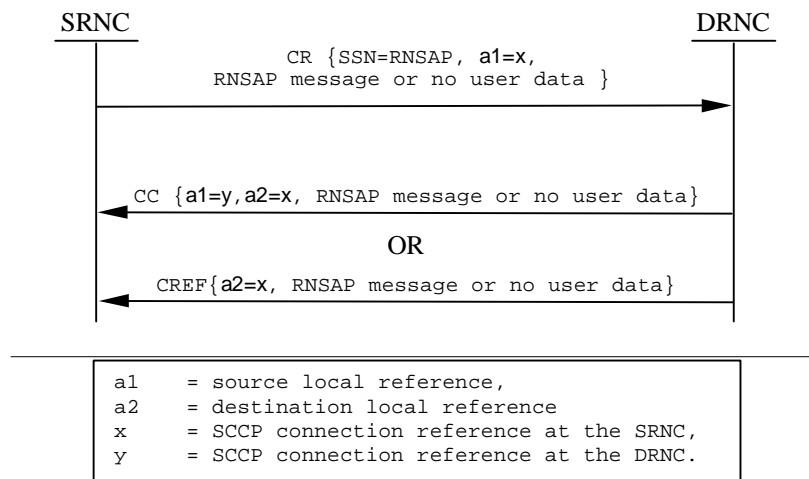 SRNC
DRNC
CR {SSN=RNSAP, a1=x,
RNSAP message or no user data }
CC {a1=y,a2=x, RNSAP message or no user data}
OR
CREF{a2=x, RNSAP message or no user data}
a1 = source local reference,
a2 = destination local reference
x = SCCP connection reference at the SRNC,
y = SCCP connection reference at the DRNC.